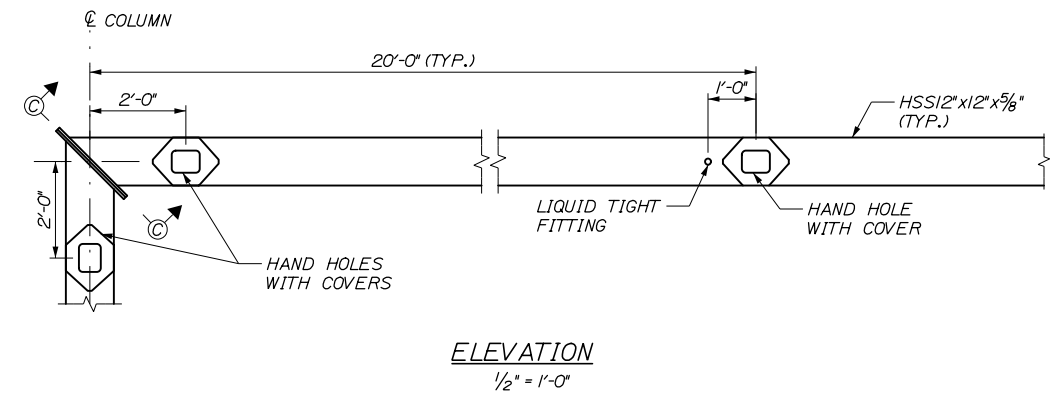 ℄ COLUMN
20'-0" (TYP.)
2'-0"
1'-0"
HSS12"x12"x5/8"
(TYP.)
C
2'-0"
C
LIQUID TIGHT
FITTING
HAND HOLE
WITH COVER
HAND HOLES
WITH COVERS
ELEVATION
1/2" = 1'-0"